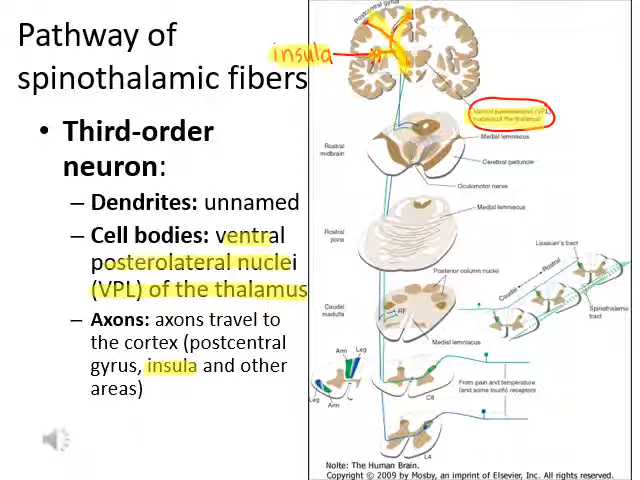 Pathway of
spinothalamic fibers
• Third-order
neuron:
– Dendrites: unnamed
– Cell bodies: ventral
posterolateral nuclei
(VPL) of the thalamus
– Axons: axons travel to
the cortex (postcentral
gyrus, insula and other
areas)
Postcentral gyrus
insula
Ventral posterolateral (VPL)
nucleus of the thalamus
Medial lemniscus
Rostral
midbrain
Cerebral peduncle
Oculomotor nerve
Medial lemniscus
Rostral
pons
Lissauer's tract
Posterior column nuclei
Caudal
Rostral
Caudal
medulla
RF
Spinothalamic
tract
Medial lemniscus
Arm
Leg
Leg
Arm
C8
From pain and temperature
(and some touch) receptors
L4
Nolte: The Human Brain.
Copyright © 2009 by Mosby, an imprint of Elsevier, Inc. All rights reserved.